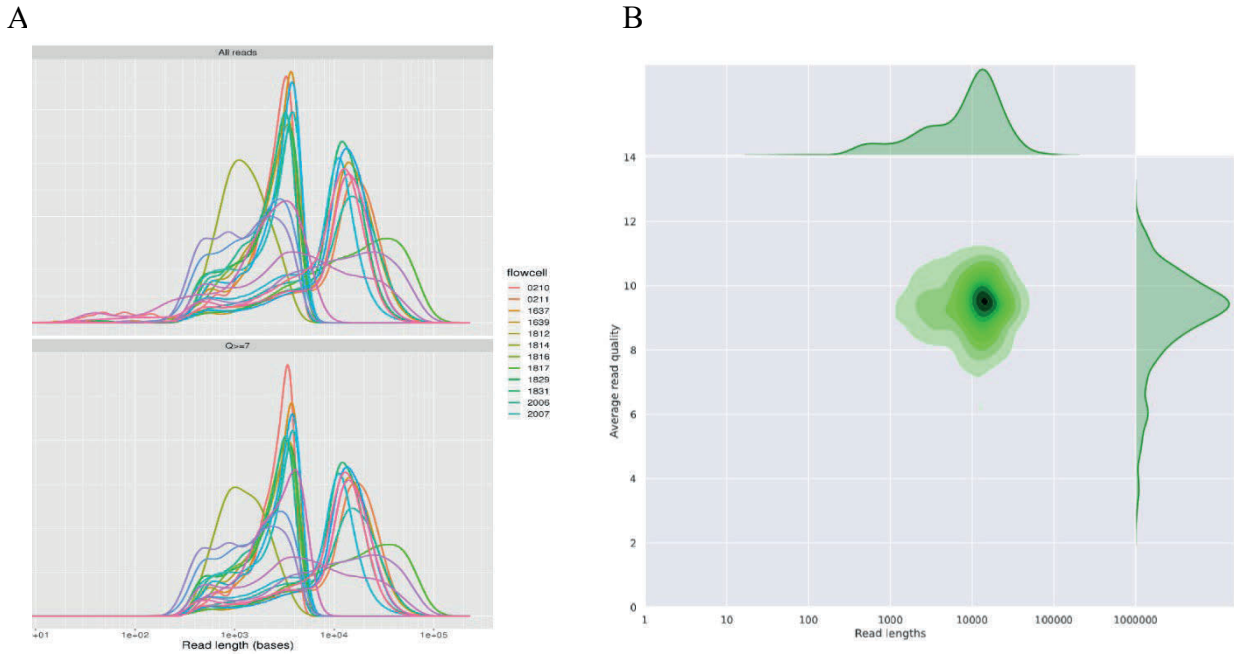 A
B
All reads
Q>=7
+01
1e+02
1e+03
1e+04
1e+05
Read length (bases)
flowcell
0210
0211
1637
1639
1812
1814
1816
1817
1829
1831
2006
2007
14
12
10
8
6
4
2
0
Average read quality
1
10
100
1000
10000
100000
1000000
Read lengths